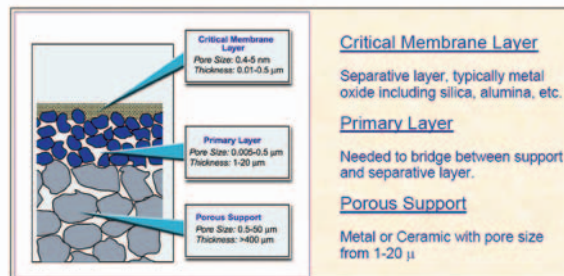 Critical Membrane
Layer
Pore Size: 0.4-5 nm
Thickness: 0.01-0.5 µm
Primary Layer
Pore Size: 0.005-0.5 µm
Thickness: 1-20 µm
Porous Support
Pore Size: 0.5-50 µm
Thickness: >400 µm
Critical Membrane Layer
Separative layer, typically metal
oxide including silica, alumina, etc.
Primary Layer
Needed to bridge between support
and separative layer.
Porous Support
Metal or Ceramic with pore size
from 1-20 µ